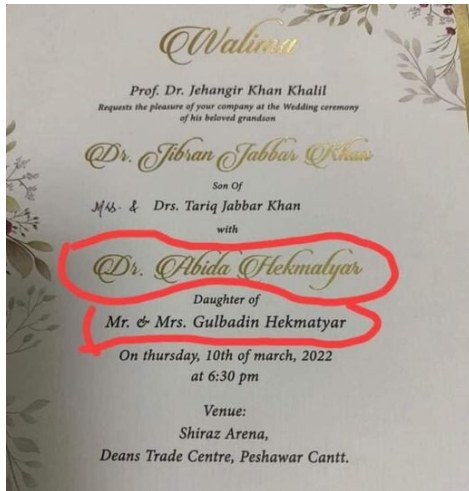 Walima
Prof. Dr. Jehangir Khan Khalil
Requests the pleasure of your company at the Wedding ceremony
of his beloved grandson
Dr. Jibran Jabbar Khan
Son Of
Mrs. & Drs. Tariq Jabbar Khan
with
Dr. Abida Hekmatyar
Daughter of
Mr. & Mrs. Gulbadin Hekmatyar
On thursday, 10th of march, 2022
at 6:30 pm
Venue:
Shiraz Arena,
Deans Trade Centre, Peshawar Cantt.